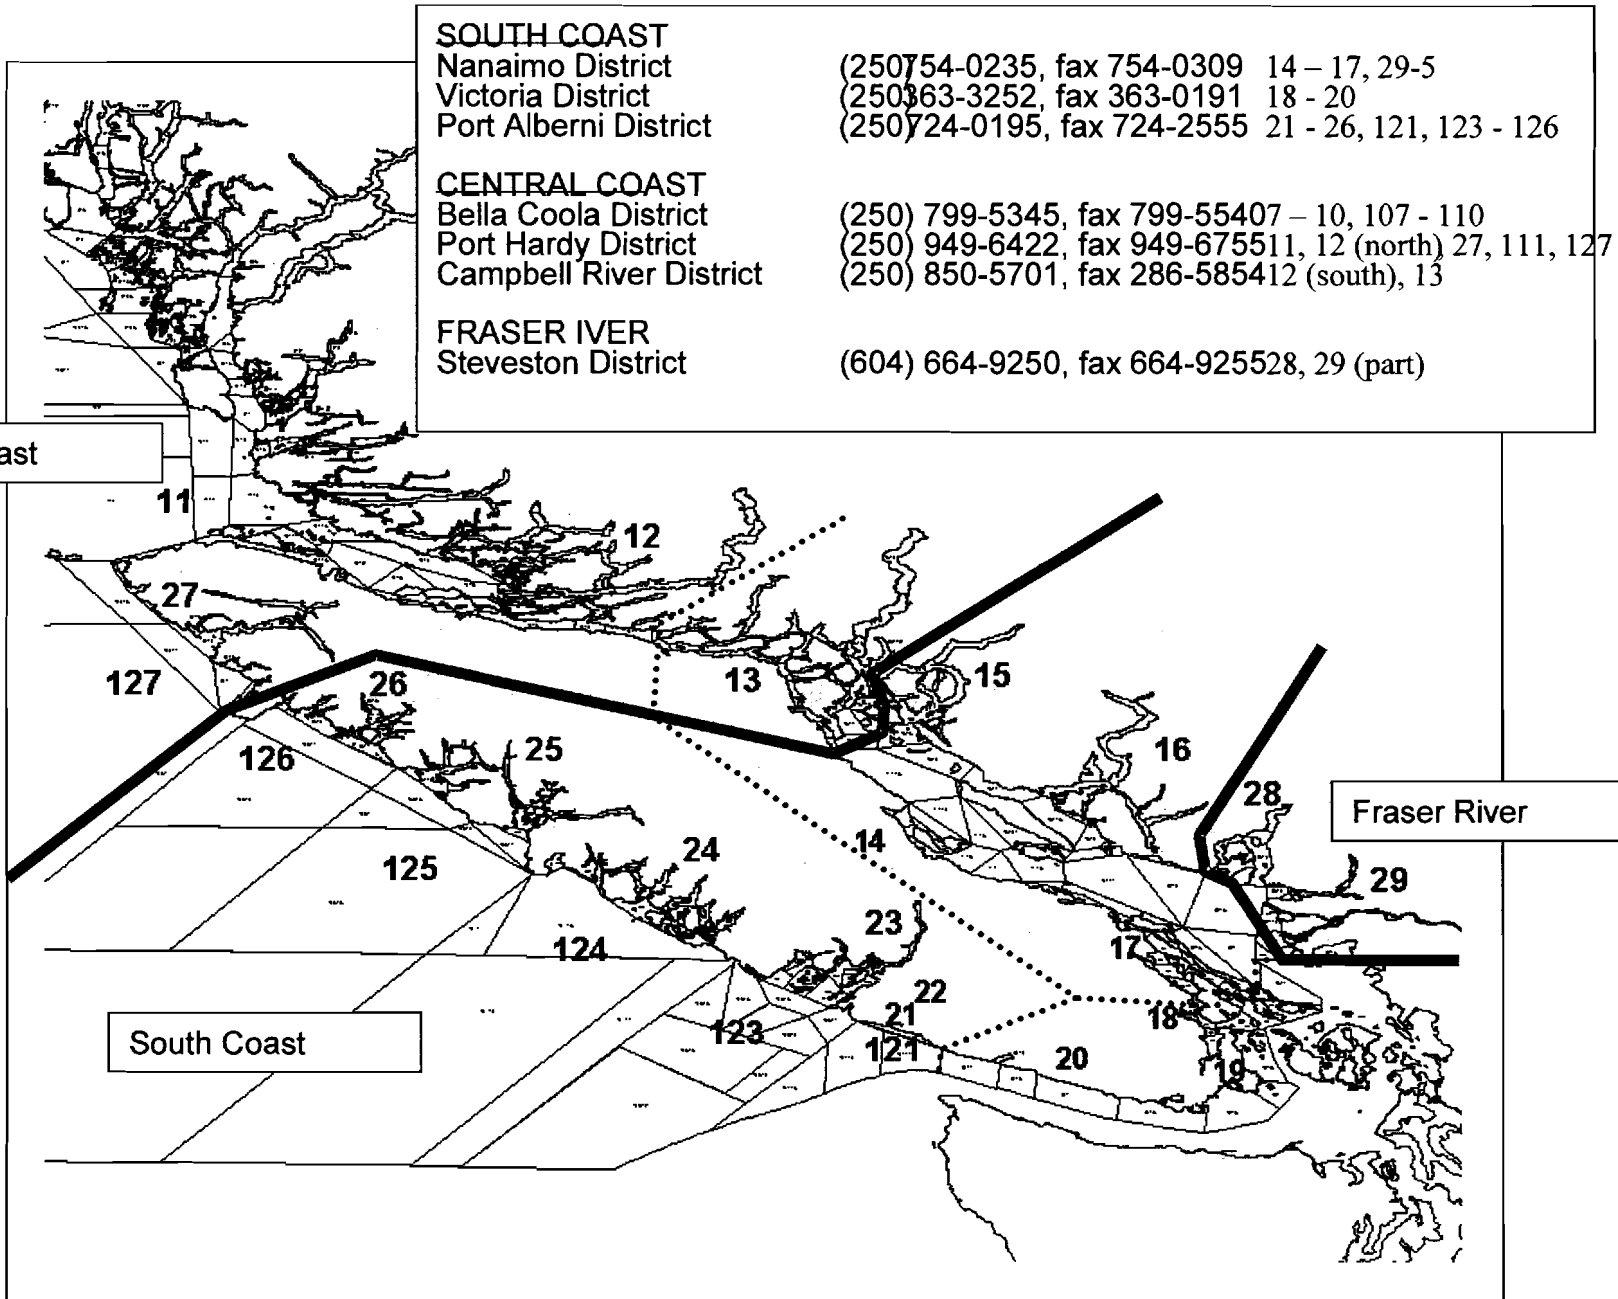 SOUTH COAST
Nanaimo District (250)754-0235, fax 754-0309 14 – 17, 29-5
Victoria District (250)363-3252, fax 363-0191 18 - 20
Port Alberni District (250)724-0195, fax 724-2555 21 - 26, 121, 123 - 126
CENTRAL COAST
Bella Coola District (250) 799-5345, fax 799-55407 – 10, 107 - 110
Port Hardy District (250) 949-6422, fax 949-675511, 12 (north) 27, 111, 127
Campbell River District (250) 850-5701, fax 286-585412 (south), 13
FRASER IVER
Steveston District (604) 664-9250, fax 664-925528, 29 (part)
ast
11
12
27
127
26
13
15
126
25
16
28
Fraser River
125
14
24
29
124
23
17
22
21
18
123
121
South Coast
20
19